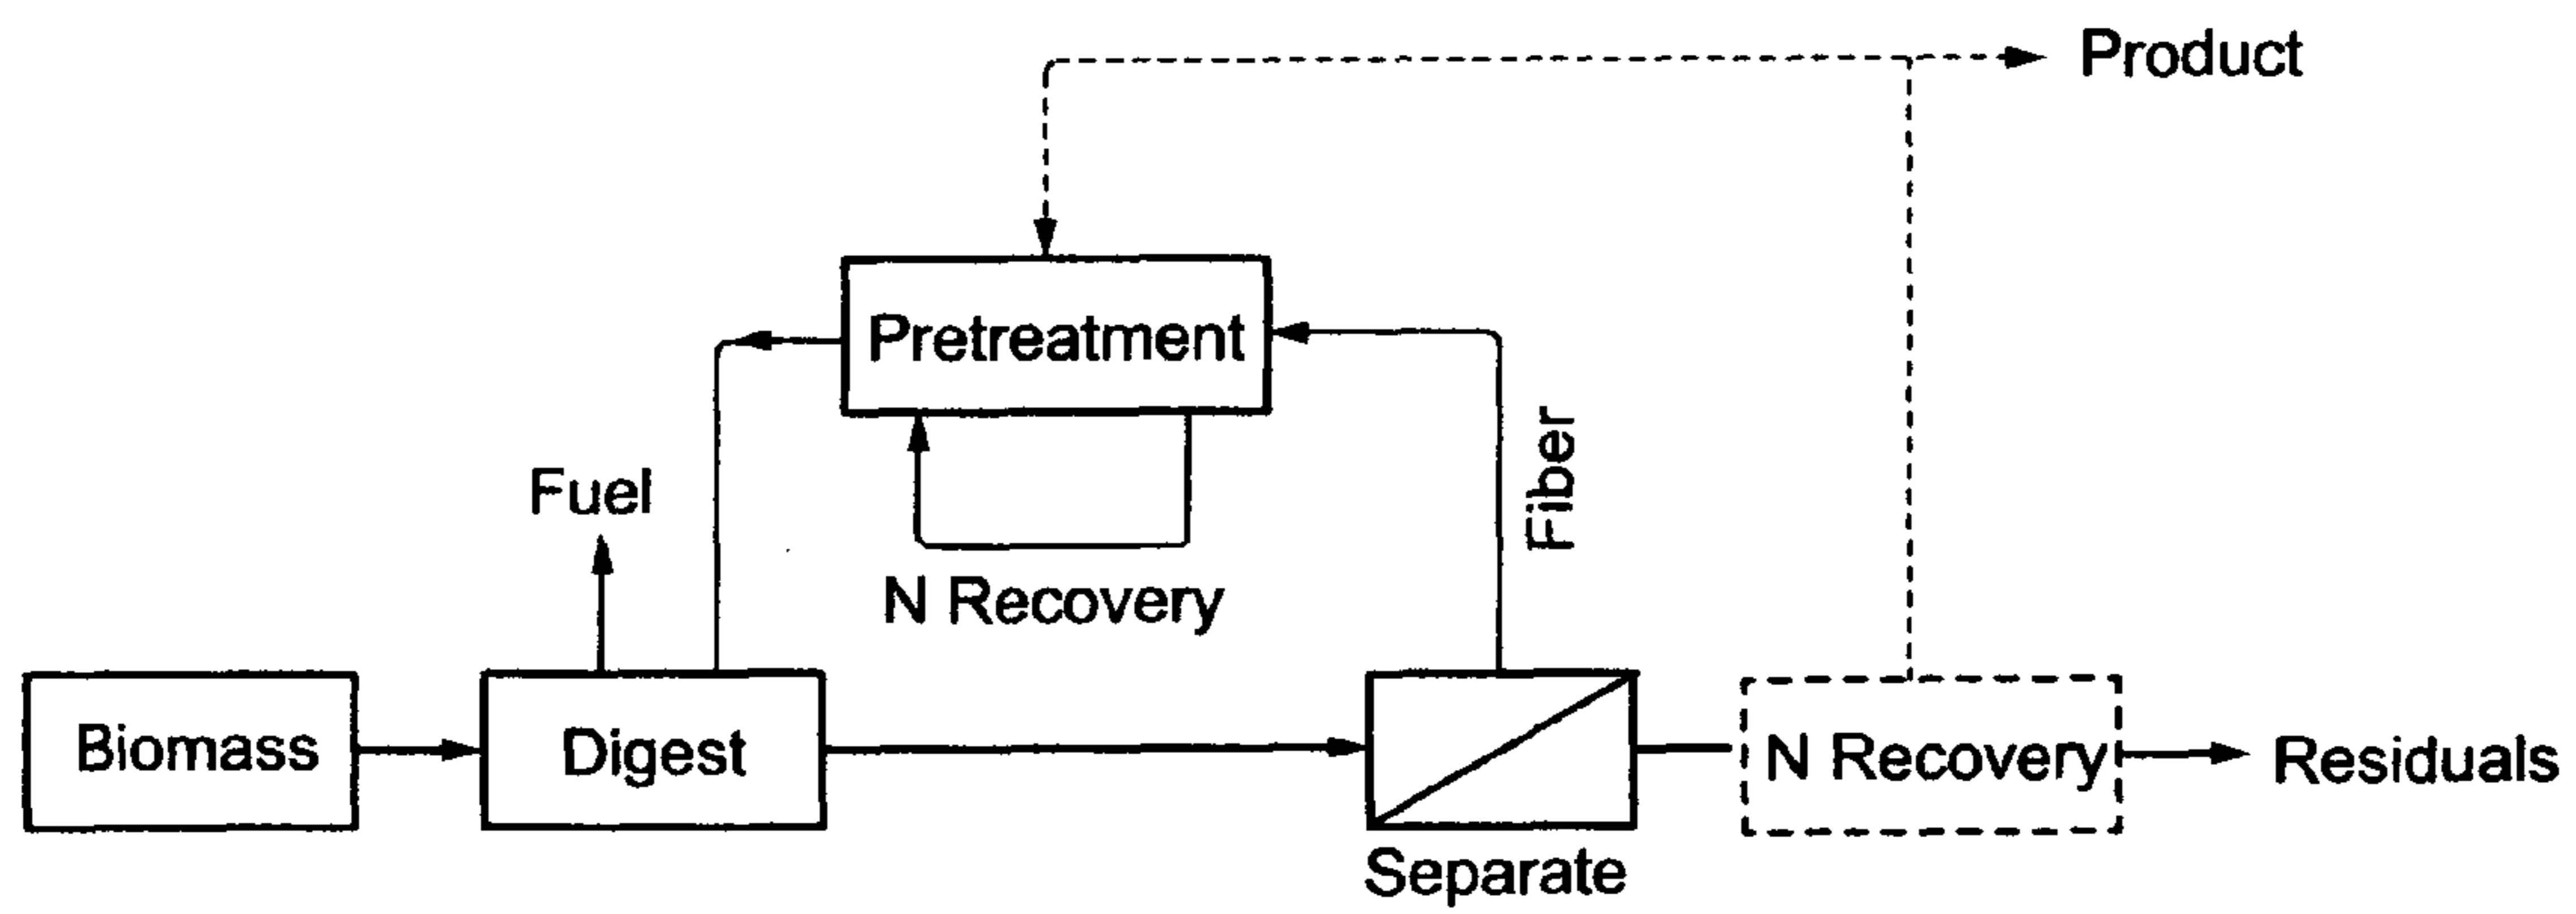 Product
Pretreatment
Fiber
Fuel
N Recovery
Biomass
Digest
N Recovery
Residuals
Separate